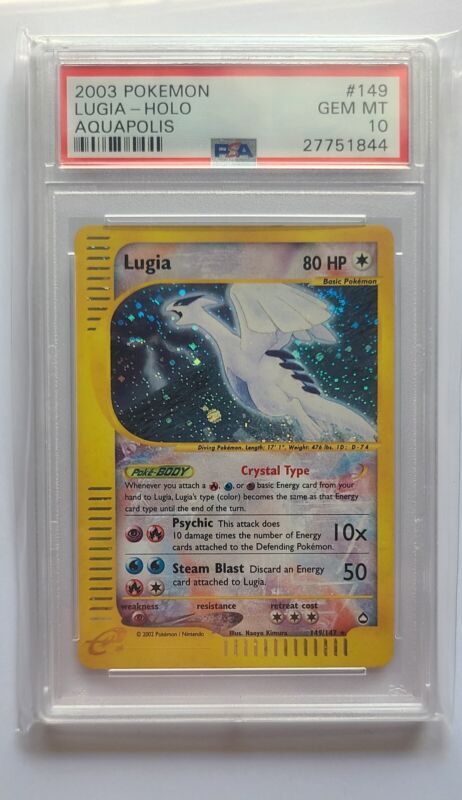 2003 POKEMON #149
LUGIA - HOLO GEM MT
AQUAPOLIS 10
PSA 27751844
Lugia 80 HP
Basic Pokémon
Diving Pokémon. Length: 17' 1", Weight: 476 lbs. ID: D-74
Poké-BODY Crystal Type
Whenever you attach a , , or basic Energy card from your
hand to Lugia, Lugia's type (color) becomes the same as that Energy
card type until the end of the turn.
Psychic This attack does
10 damage times the number of Energy
cards attached to the Defending Pokémon.
10x
Steam Blast Discard an Energy
card attached to Lugia.
50
weakness resistance retreat cost
© 2002 Pokémon / Nintendo Illus. Naoyo Kimura 149/147